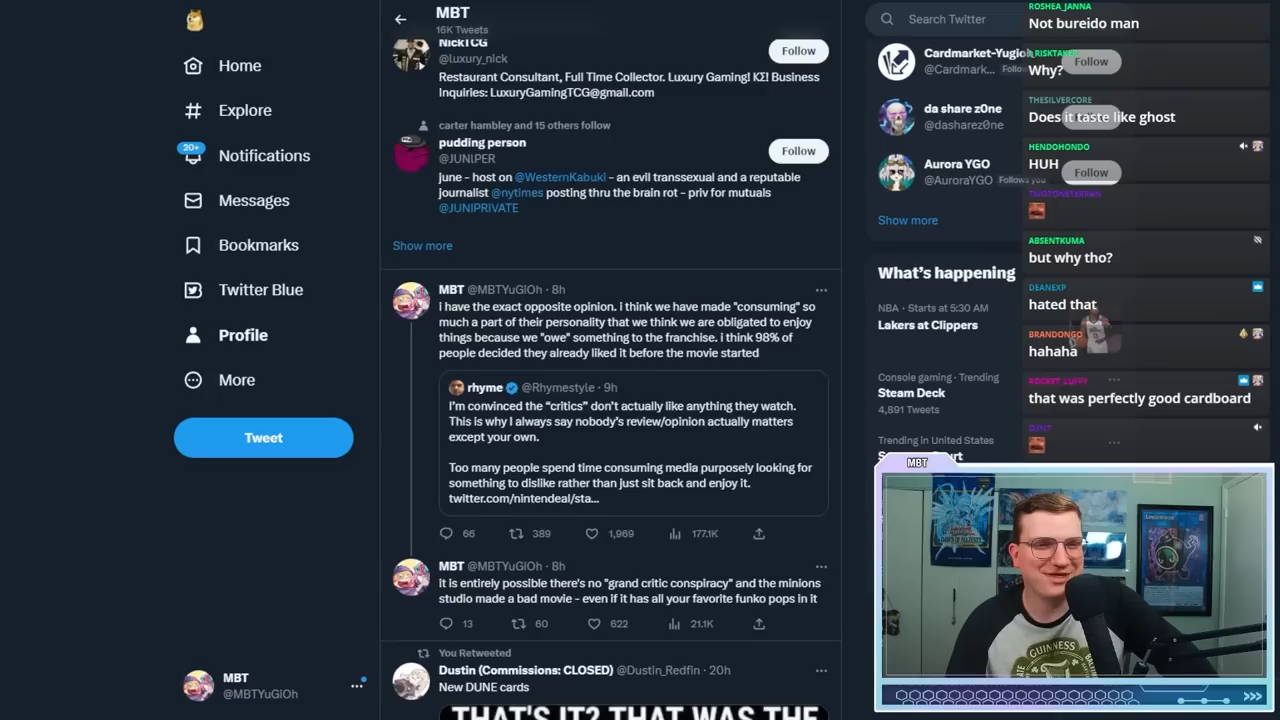 Home
Explore
20+
Notifications
Messages
Bookmarks
Twitter Blue
Profile
More
Tweet
MBT
@MBTYuGiOh
MBT
16K Tweets
NickTCG
@luxury_nick
Follow
Restaurant Consultant, Full Time Collector. Luxury Gaming! KZ! Business
Inquiries: LuxuryGamingTCG@gmail.com
carter hambley and 15 others follow
pudding person
@JUNIPER
Follow
june - host on @WesternKabuki - an evil transsexual and a reputable
journalist @nytimes posting thru the brain rot - priv for mutuals
@JUNIPRIVATE
Show more
MBT @MBTYuGiOh · 8h
i have the exact opposite opinion. i think we have made "consuming" so
much a part of their personality that we think we are obligated to enjoy
things because we "owe" something to the franchise. i think 98% of
people decided they already liked it before the movie started
rhyme @Rhymestyle · 9h
I'm convinced the "critics" don't actually like anything they watch.
This is why I always say nobody's review/opinion actually matters
except your own.
Too many people spend time consuming media purposely looking for
something to dislike rather than just sit back and enjoy it.
twitter.com/nintendeal/sta...
66 389 1,969 177.1K
MBT @MBTYuGiOh · 8h
It is entirely possible there's no "grand critic conspiracy" and the minions
studio made a bad movie - even if it has all your favorite funko pops in it
13 60 622 21.1K
You Retweeted
Dustin (Commissions: CLOSED) @Dustin_Redfin · 20h
New DUNE cards
THAT'S IT? THAT WAS THE
Search Twitter
Cardmarket-Yugioh
@Cardmark...
Follow
da share z0ne
@dasharez0ne
Aurora YGO
@AuroraYGO Follows you
Follow
Show more
What's happening
NBA · Starts at 5:30 AM
Lakers at Clippers
Console gaming · Trending
Steam Deck
4,891 Tweets
Trending in United States
ROSHEA_JANNA
Not bureido man
Why?
THESILVERCORE
Does it taste like ghost
HENDOHONDO
HUH
ABSENTKUMA
but why tho?
DEANEXP
hated that
BRANDONGO
hahaha
ROCKET_LUFFY
that was perfectly good cardboard
MBT
GUINNESS